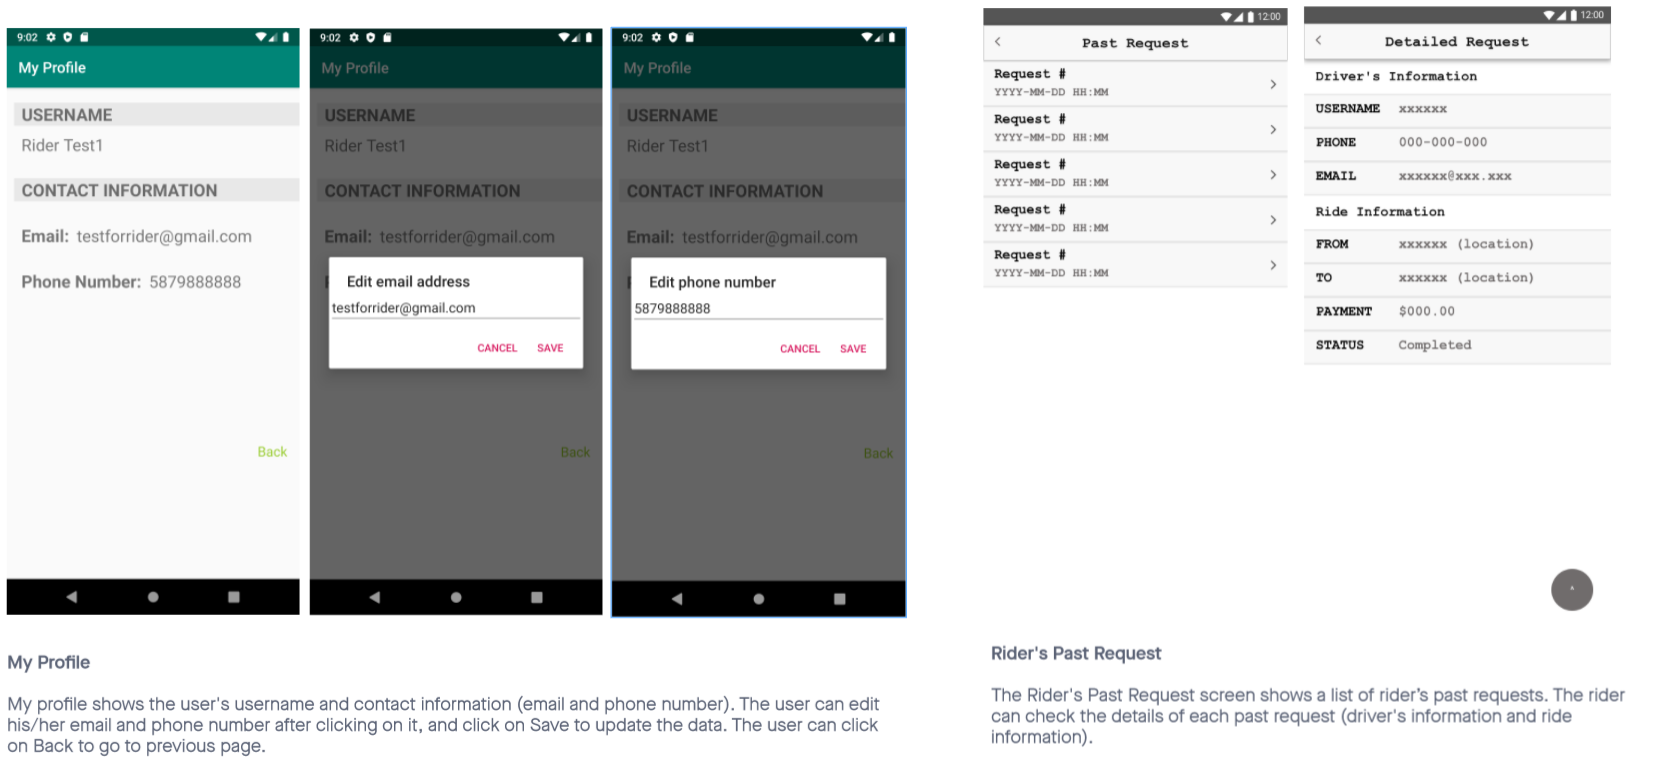 9:02
My Profile
USERNAME
Rider Test1
CONTACT INFORMATION
Email: testforrider@gmail.com
Phone Number: 5879888888
Back
9:02
My Profile
USERNAME
Rider Test1
CONTACT INFORMATION
Email: testforrider@gmail.com
Edit email address
testforrider@gmail.com
CANCEL SAVE
Back
9:02
My Profile
USERNAME
Rider Test1
CONTACT INFORMATION
Email: testforrider@gmail.com
Edit phone number
5879888888
CANCEL SAVE
Back
My Profile
My profile shows the user's username and contact information (email and phone number). The user can edit
his/her email and phone number after clicking on it, and click on Save to update the data. The user can click
on Back to go to previous page.
12:00
Past Request
Request #
YYYY-MM-DD HH:MM
Request #
YYYY-MM-DD HH:MM
Request #
YYYY-MM-DD HH:MM
Request #
YYYY-MM-DD HH:MM
Request #
YYYY-MM-DD HH:MM
12:00
Detailed Request
Driver's Information
USERNAME xxxxxx
PHONE 000-000-000
EMAIL xxxxxx@xxx.xxx
Ride Information
FROM xxxxxx (location)
TO xxxxxx (location)
PAYMENT $000.00
STATUS Completed
Rider's Past Request
The Rider's Past Request screen shows a list of rider’s past requests. The rider
can check the details of each past request (driver's information and ride
information).